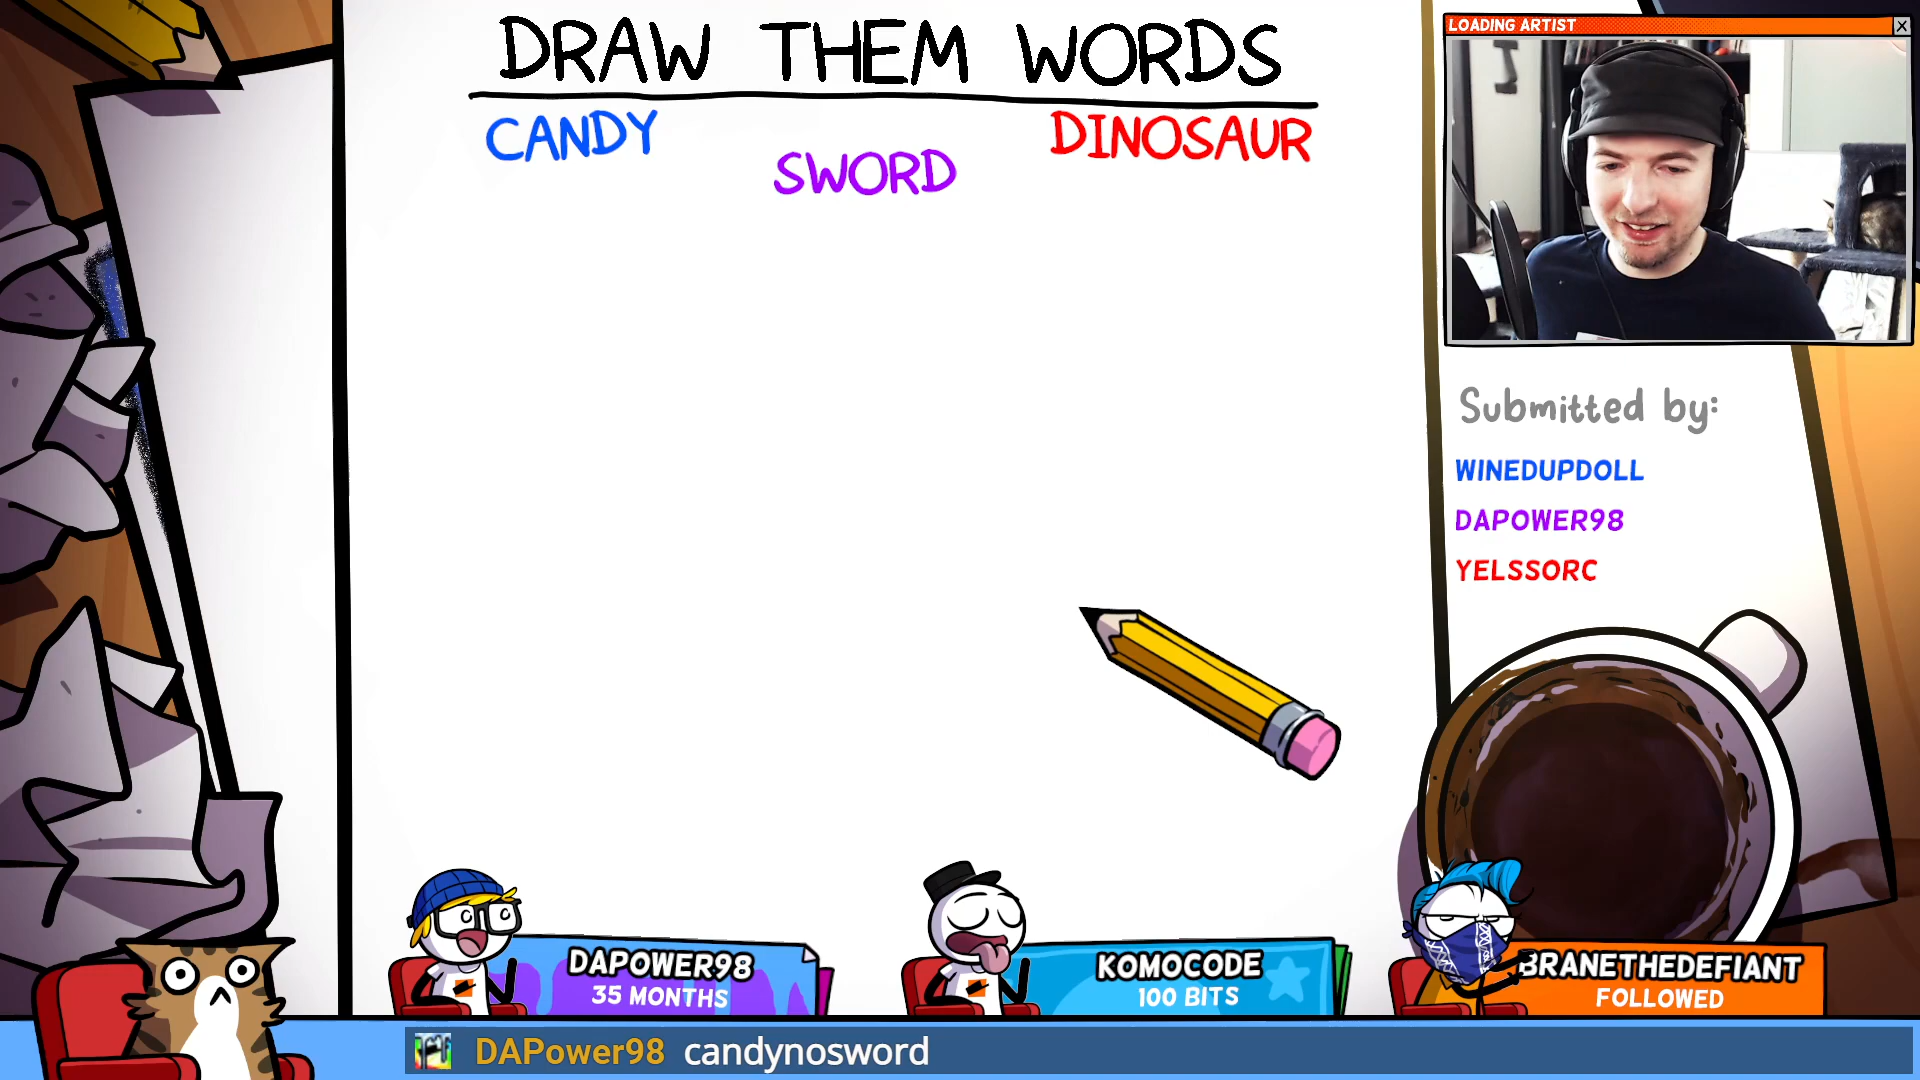 DRAW THEM WORDS
CANDY
DINOSAUR
SWORD
LOADING ARTIST
X
Submitted by:
WINEDUPDOLL
DAPOWER98
YELSSORC
DAPOWER98
35 MONTHS
KOMOCODE
100 BITS
BRANETHEDEFIANT
FOLLOWED
DAPower98 candynosword